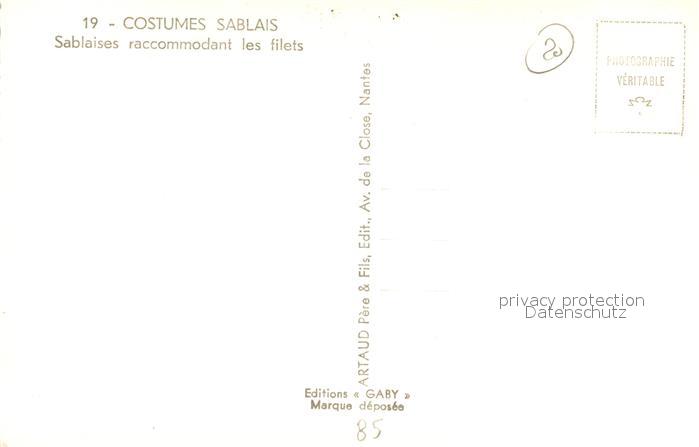 19 - COSTUMES SABLAIS
Sablaises raccommodant les filets
20
PHOTOGRAPHIE
VÉRITABLE
ARTAUD Père & Fils, Edit., Av. de la Close, Nantes
privacy protection
Datenschutz
Editions « GABY »
Marque déposée
85